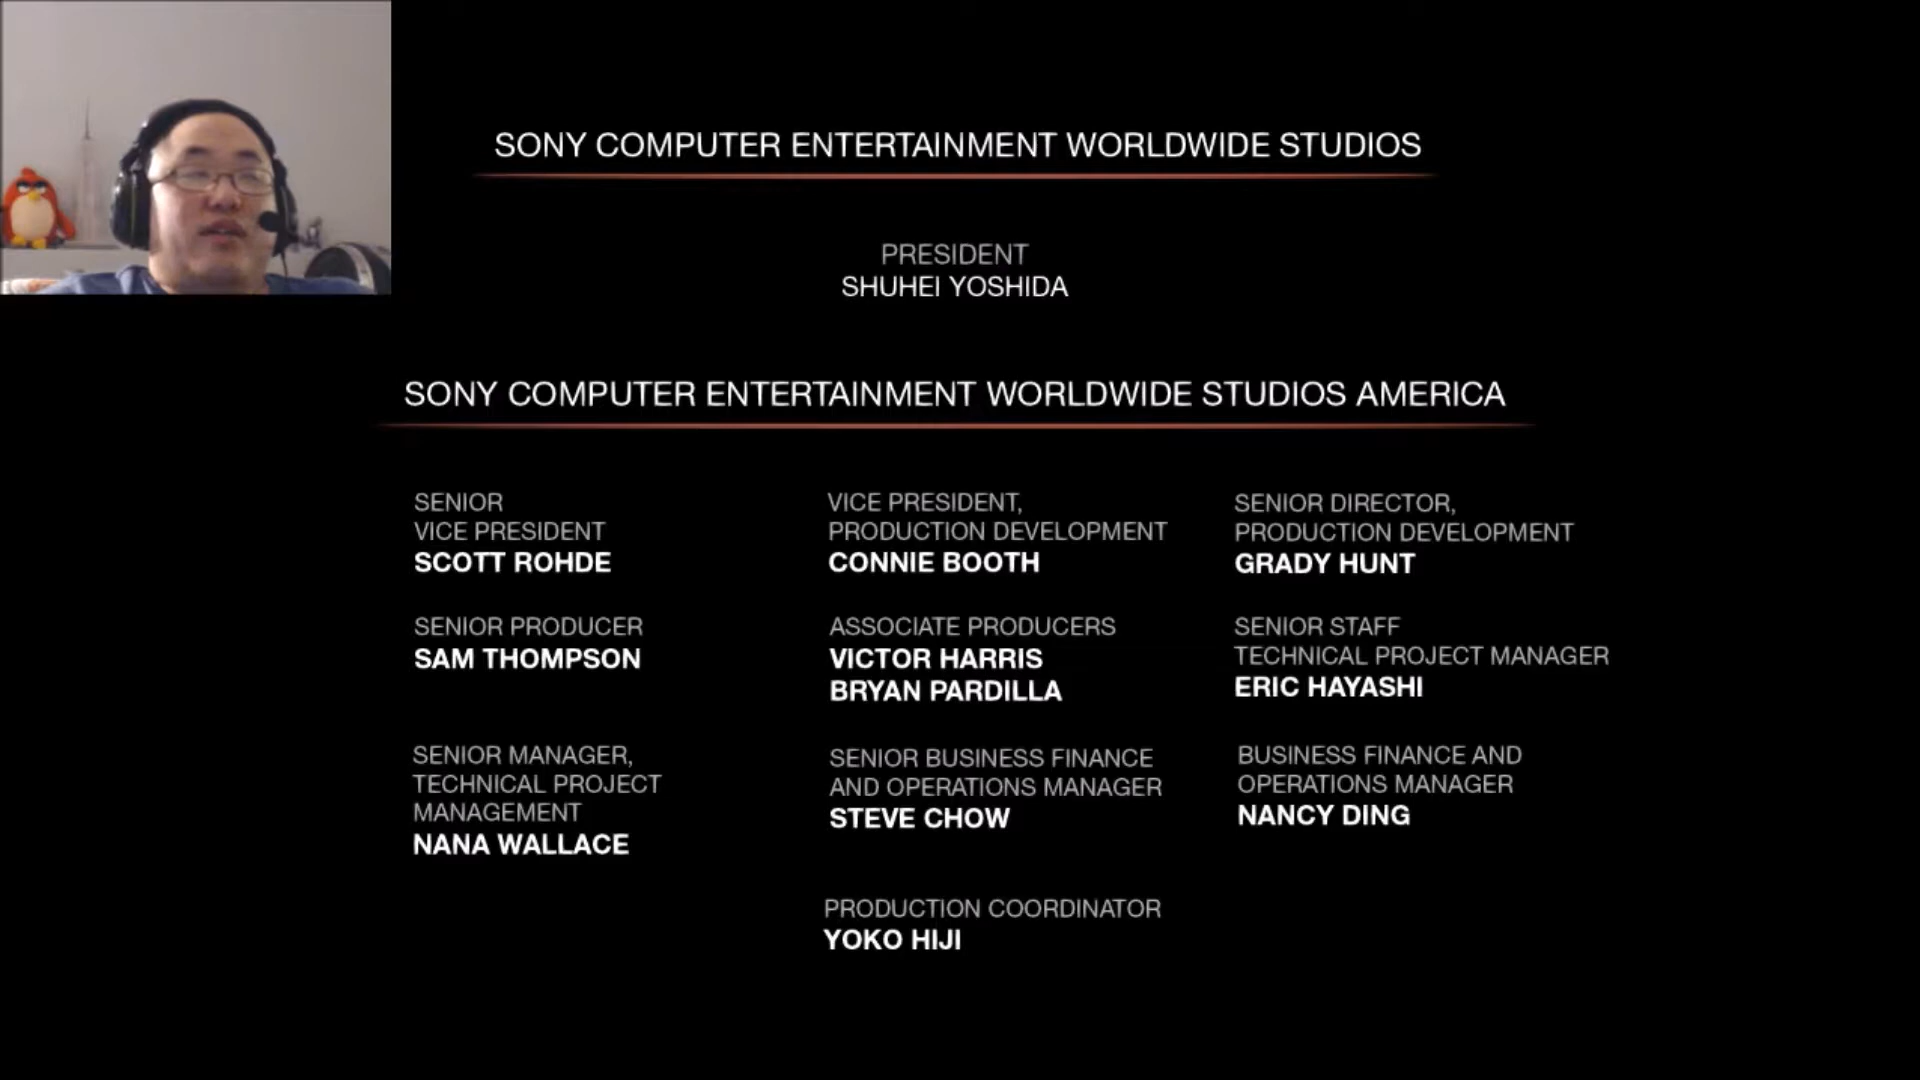 SONY COMPUTER ENTERTAINMENT WORLDWIDE STUDIOS
PRESIDENT
SHUHEI YOSHIDA
SONY COMPUTER ENTERTAINMENT WORLDWIDE STUDIOS AMERICA
SENIOR
VICE PRESIDENT
SCOTT ROHDE
VICE PRESIDENT,
PRODUCTION DEVELOPMENT
CONNIE BOOTH
SENIOR DIRECTOR,
PRODUCTION DEVELOPMENT
GRADY HUNT
SENIOR PRODUCER
SAM THOMPSON
ASSOCIATE PRODUCERS
VICTOR HARRIS
BRYAN PARDILLA
SENIOR STAFF
TECHNICAL PROJECT MANAGER
ERIC HAYASHI
SENIOR MANAGER,
TECHNICAL PROJECT
MANAGEMENT
NANA WALLACE
SENIOR BUSINESS FINANCE
AND OPERATIONS MANAGER
STEVE CHOW
BUSINESS FINANCE AND
OPERATIONS MANAGER
NANCY DING
PRODUCTION COORDINATOR
YOKO HIJI